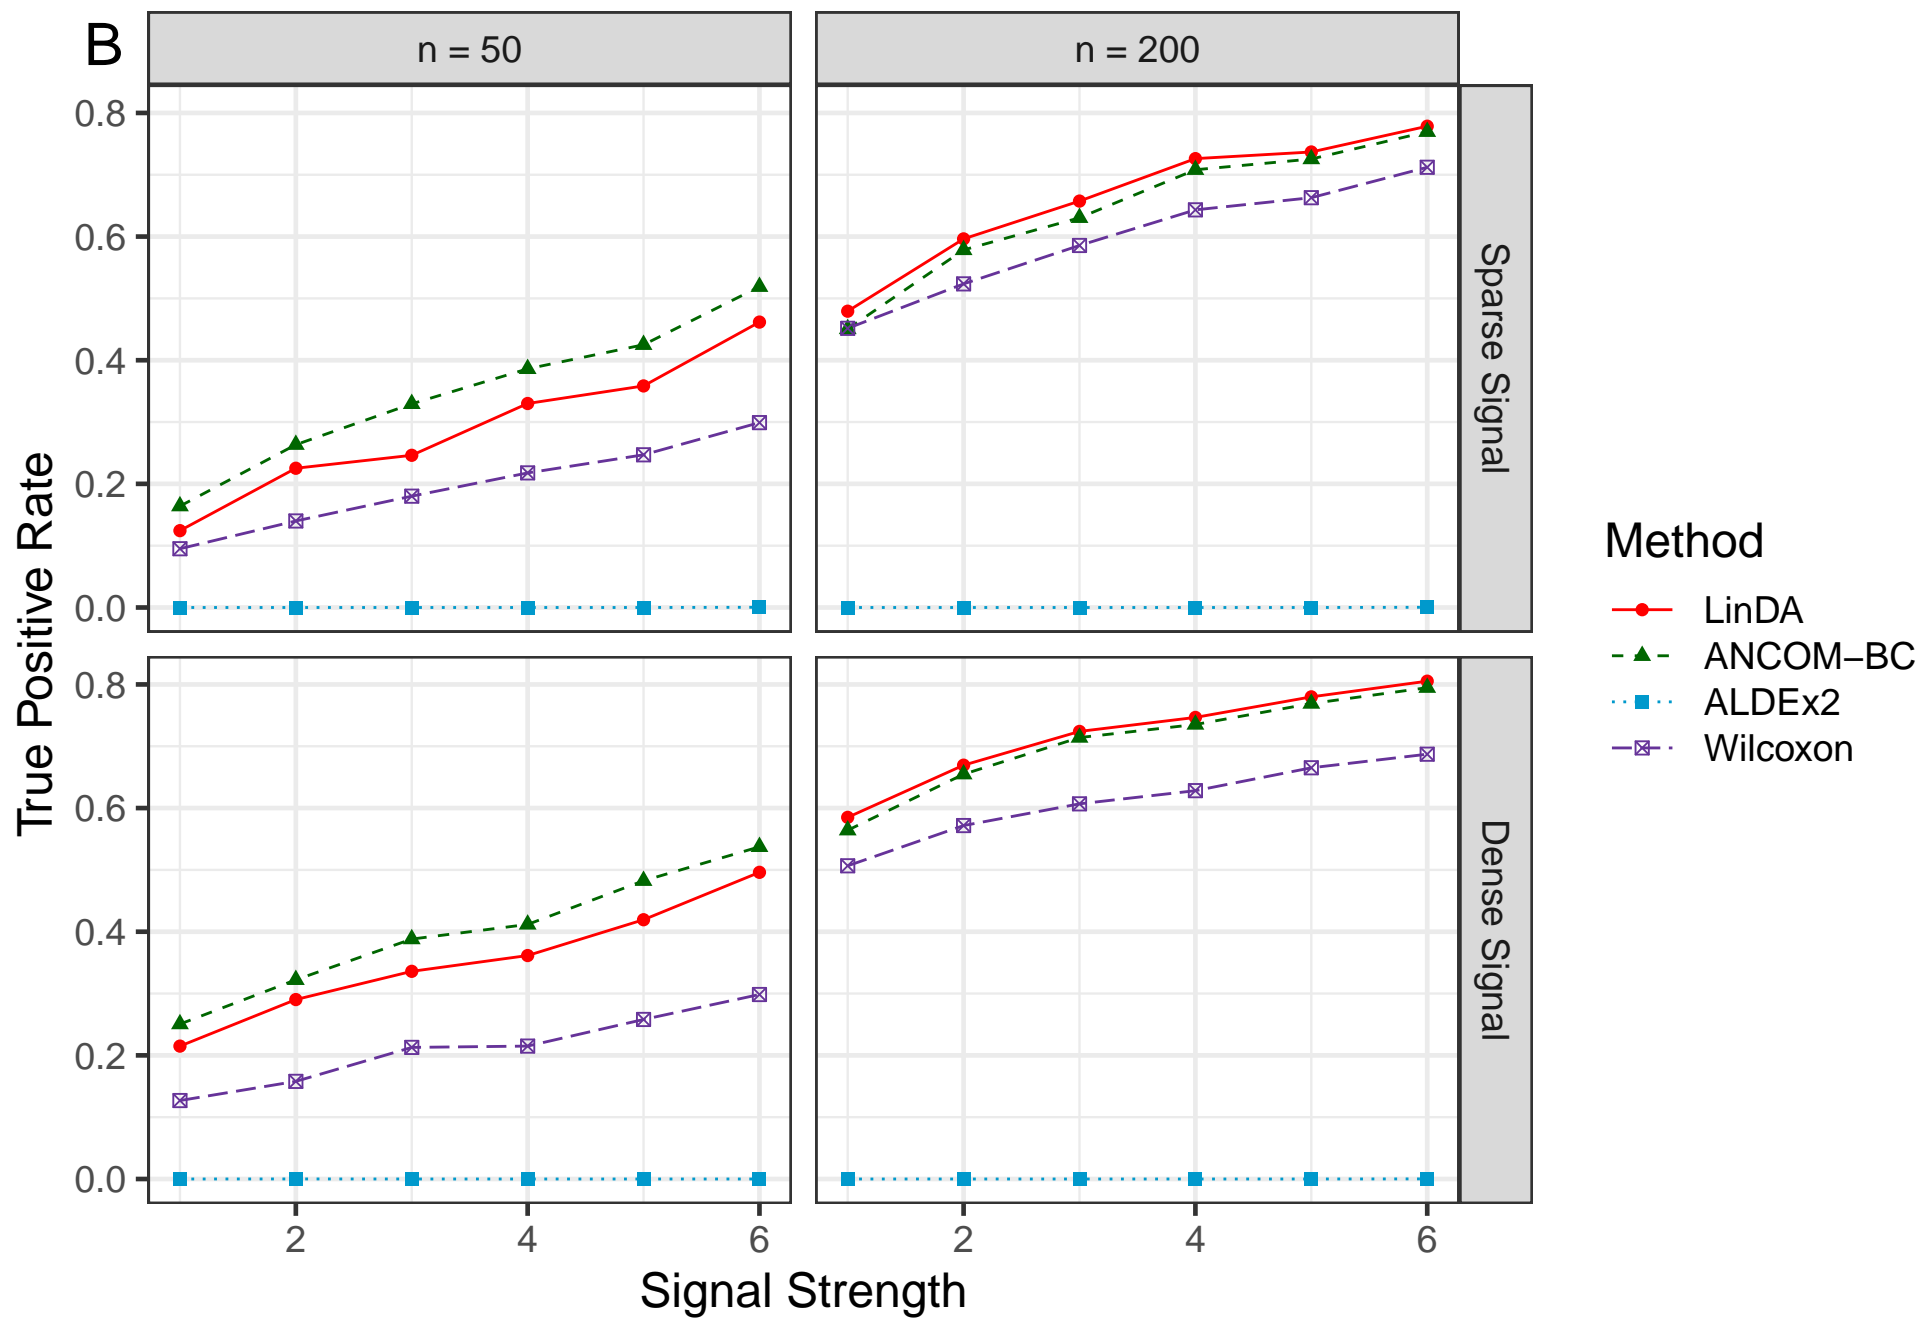 B
n = 50
n = 200
0.8
0.6
0.4
0.2
0.0
Sparse Signal
0.8
0.6
0.4
0.2
0.0
Dense Signal
True Positive Rate
2
4
6
2
4
6
Signal Strength
Method
LinDA
ANCOM−BC
ALDEx2
Wilcoxon